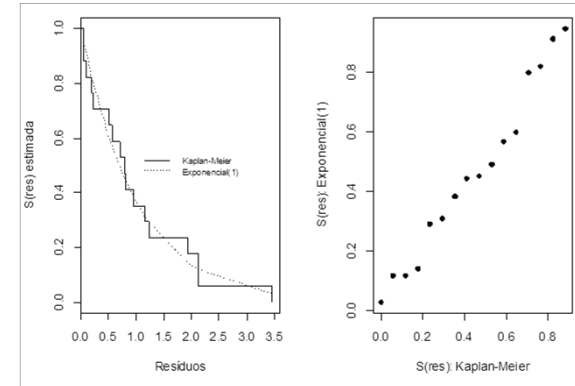 S(res) estimada
1.0
0.8
0.6
0.4
0.2
0.0
Kaplan-Meier
Exponencial(1)
0.0 0.5 1.0 1.5 2.0 2.5 3.0 3.5
Resíduos
S(res): Exponencial(1)
0.8
0.6
0.4
0.2
0.0
0.0 0.2 0.4 0.6 0.8
S(res): Kaplan-Meier